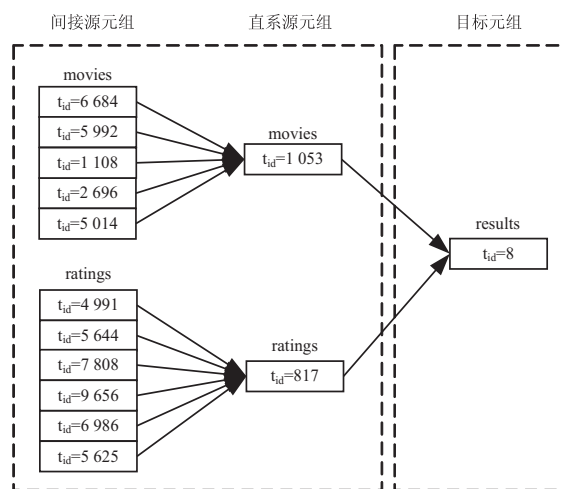 间接源元组 直系源元组 目标元组
movies
t_id=6 684
t_id=5 992
t_id=1 108
t_id=2 696
t_id=5 014
movies
t_id=1 053
results
t_id=8
ratings
t_id=4 991
t_id=5 644
t_id=7 808
t_id=9 656
t_id=6 986
t_id=5 625
ratings
t_id=817